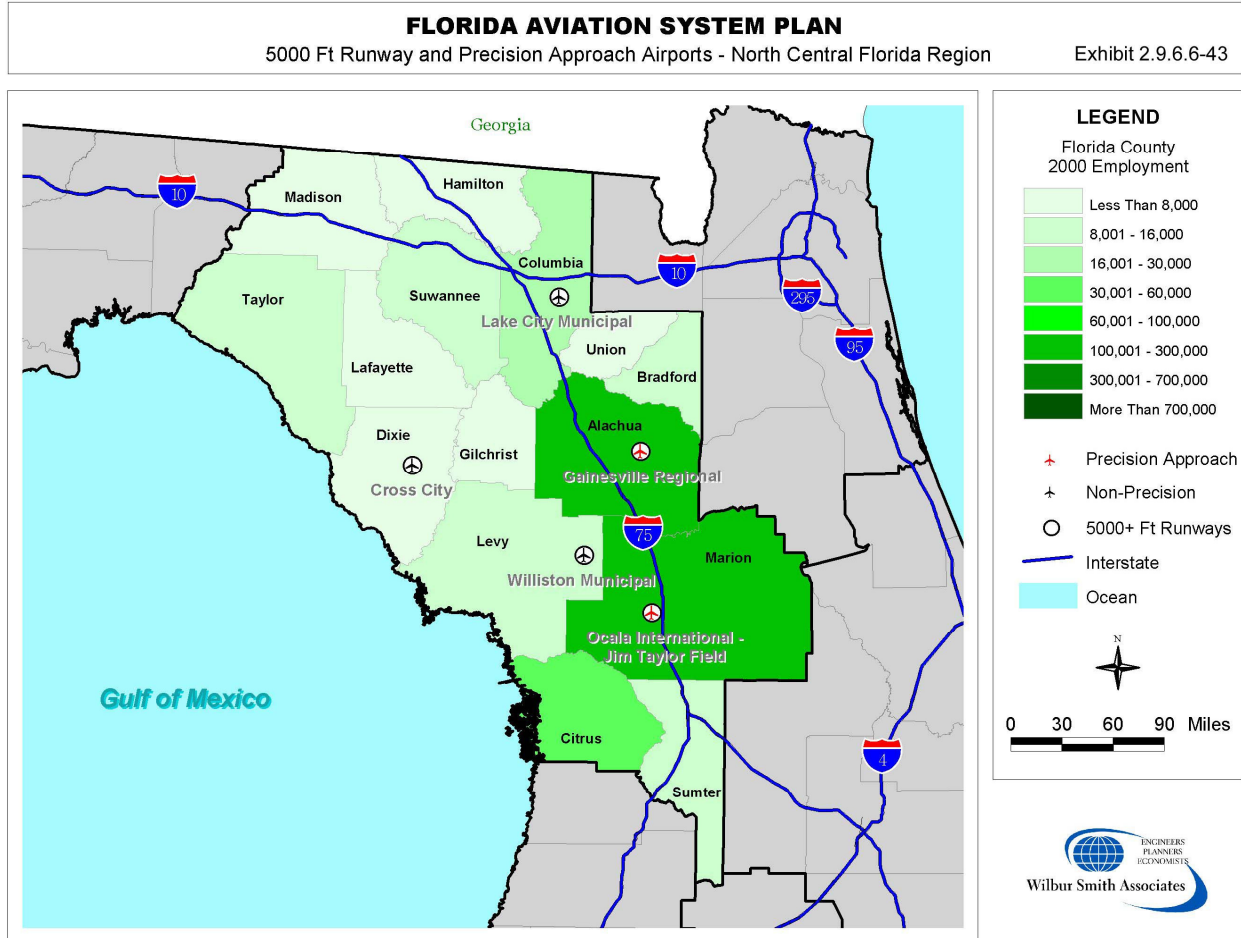 FLORIDA AVIATION SYSTEM PLAN
5000 Ft Runway and Precision Approach Airports - North Central Florida Region
Exhibit 2.9.6.6-43
Georgia
Hamilton
Madison
10
Columbia
10
Taylor
Suwannee
295
Lake City Municipal
95
Union
Lafayette
Bradford
Alachua
Dixie
Gilchrist
Gainesville Regional
Cross City
75
Levy
Marion
Williston Municipal
Ocala International -
Jim Taylor Field
Gulf of Mexico
Citrus
4
Sumter
LEGEND
Florida County
2000 Employment
Less Than 8,000
8,001 - 16,000
16,001 - 30,000
30,001 - 60,000
60,001 - 100,000
100,001 - 300,000
300,001 - 700,000
More Than 700,000
Precision Approach
Non-Precision
5000+ Ft Runways
Interstate
Ocean
N
0 30 60 90 Miles
ENGINEERS
PLANNERS
ECONOMISTS
Wilbur Smith Associates